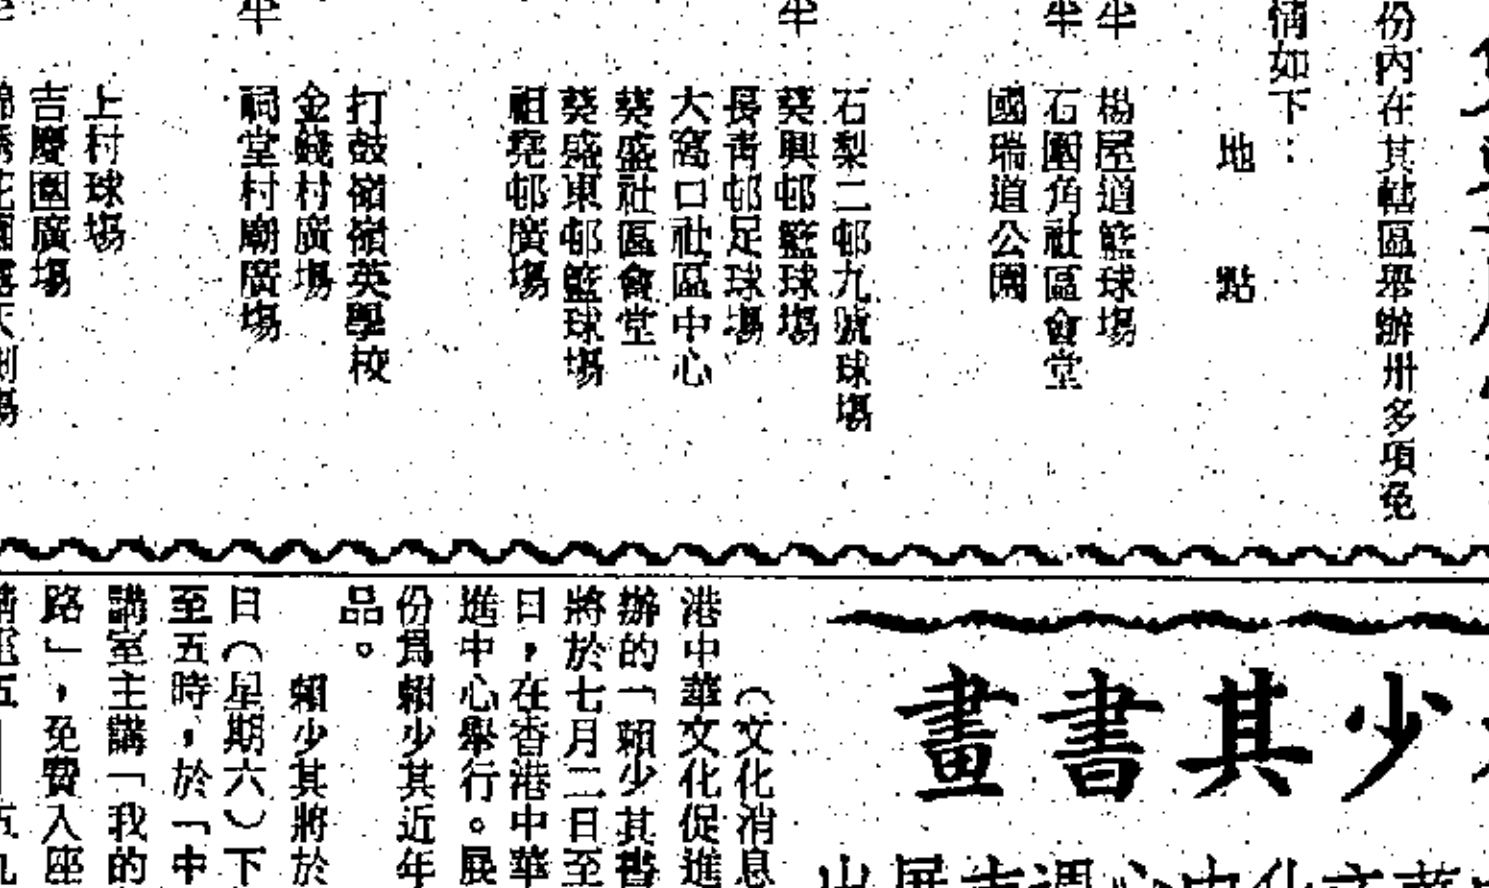 份內在其轄區舉辦卅多項免
情如下：
地點
半 楊屋道籃球場
半 石圍角社區會堂
國瑞道公園
石梨二邨九號球場
半 葵興邨籃球場
長青邨足球場
大窩口社區中心
葵盛社區會堂
葵盛東邨籃球場
祖堯邨廣場
打鼓嶺嶺英學校
金錢村廣場
半 祠堂村廟廣場
上村球場
吉慶圍廣場
錦綉花園露天劇場
少其書畫
（文化消息
港中華文化促進
辦的「賴少其書
將於七月二日至
日，在香港中華
進中心舉行。展
份爲賴少其近年
品。
賴少其將於
日（星期六）下
至五時，於「中
講室主講「我的
路」，免費入座